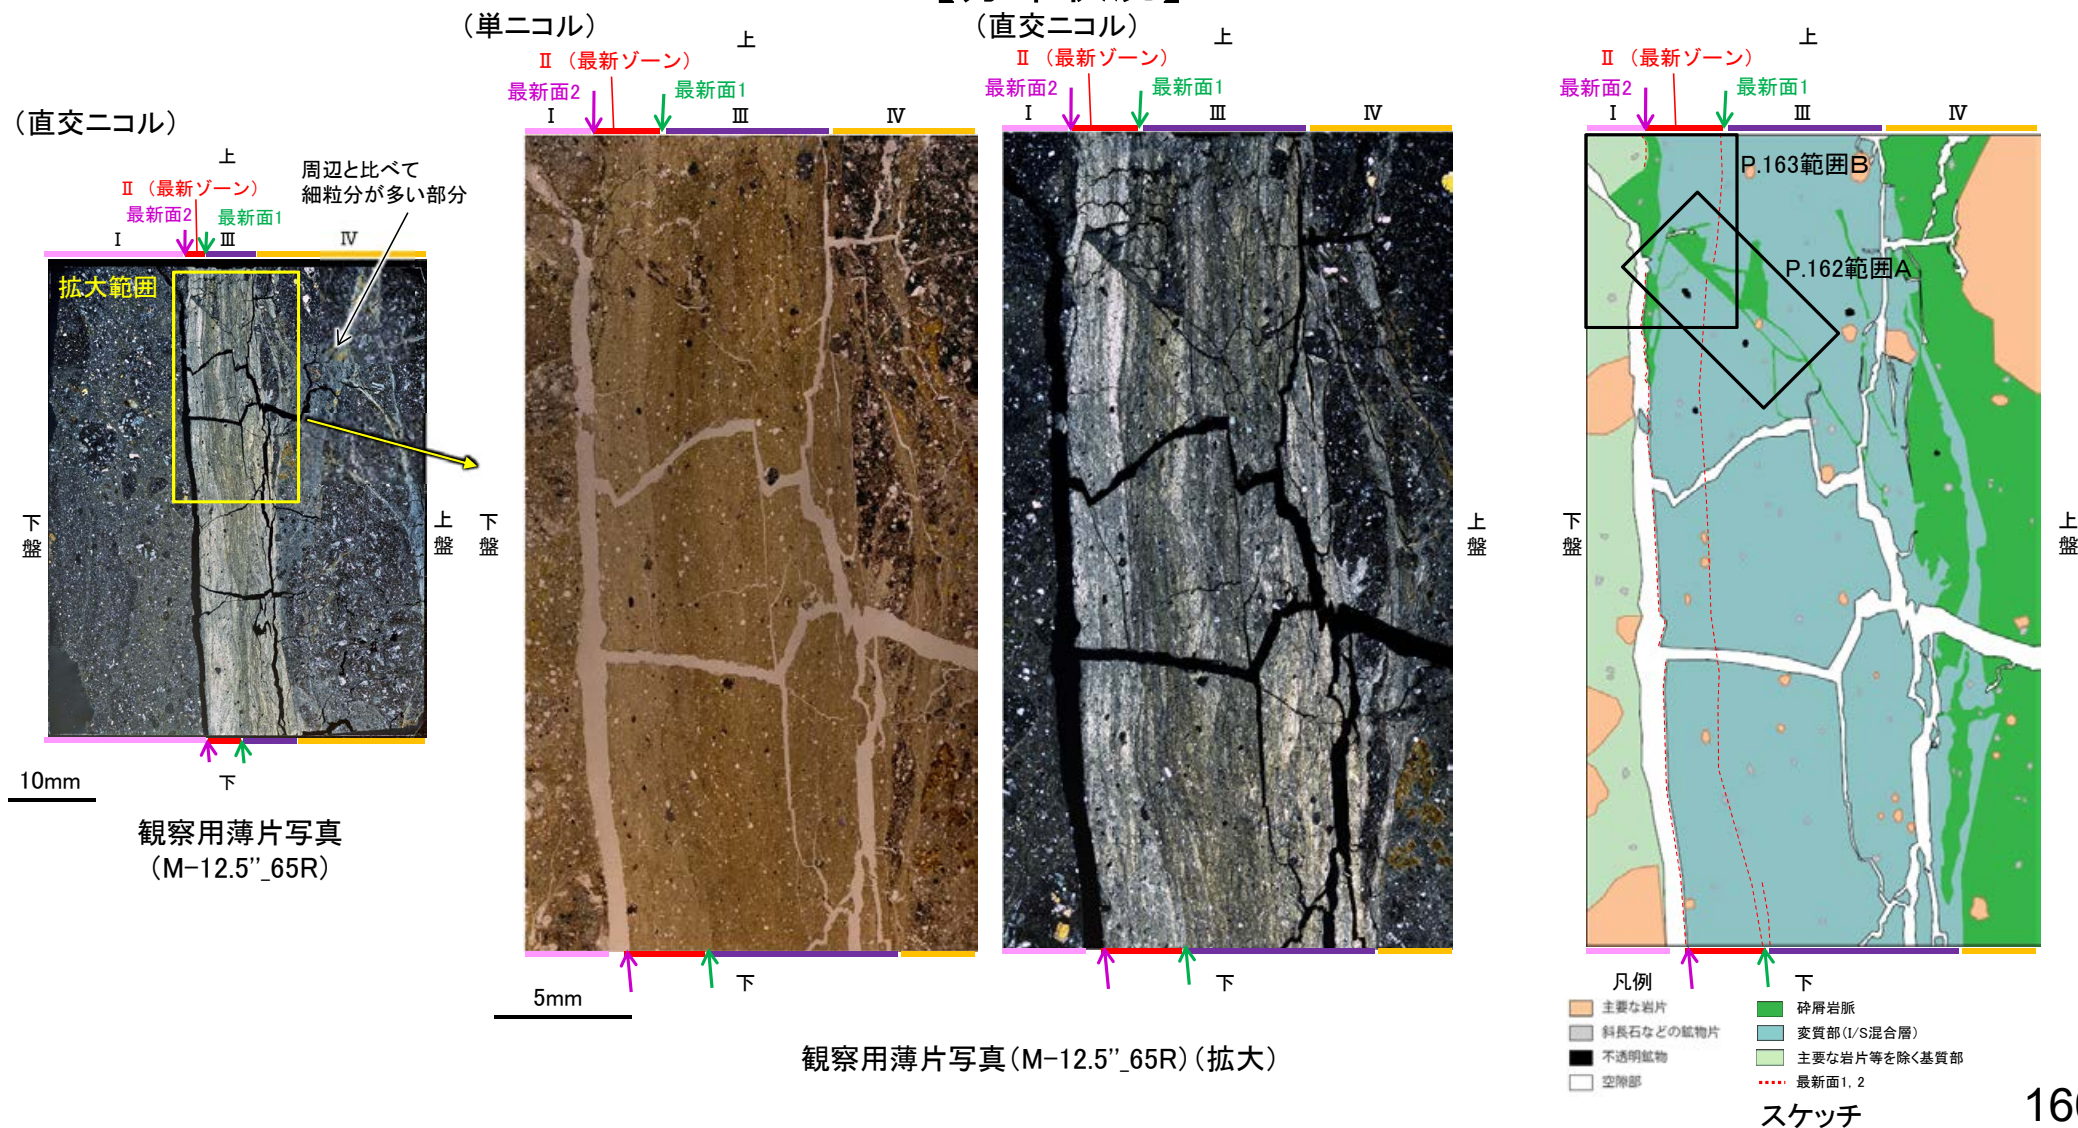 (直交ニコル)
上
Ⅱ(最新ゾーン)
最新面2
最新面1
Ⅰ
Ⅲ
Ⅳ
周辺と比べて
細粒分が多い部分
拡大範囲
下盤
上盤
下
10mm
観察用薄片写真
(M-12.5’’_65R)
(単ニコル)
上
Ⅱ(最新ゾーン)
最新面2
最新面1
Ⅰ
Ⅲ
Ⅳ
下盤
下
5mm
(直交ニコル)
上
Ⅱ(最新ゾーン)
最新面2
最新面1
Ⅰ
Ⅲ
Ⅳ
上盤
下
観察用薄片写真(M-12.5’’_65R)(拡大)
上
Ⅱ(最新ゾーン)
最新面2
最新面1
Ⅰ
Ⅲ
Ⅳ
P.163範囲B
P.162範囲A
下盤
上盤
下
凡例
主要な岩片
斜長石などの鉱物片
不透明鉱物
空隙部
砕屑岩脈
変質部(I/S混合層)
主要な岩片等を除く基質部
最新面1, 2
スケッチ